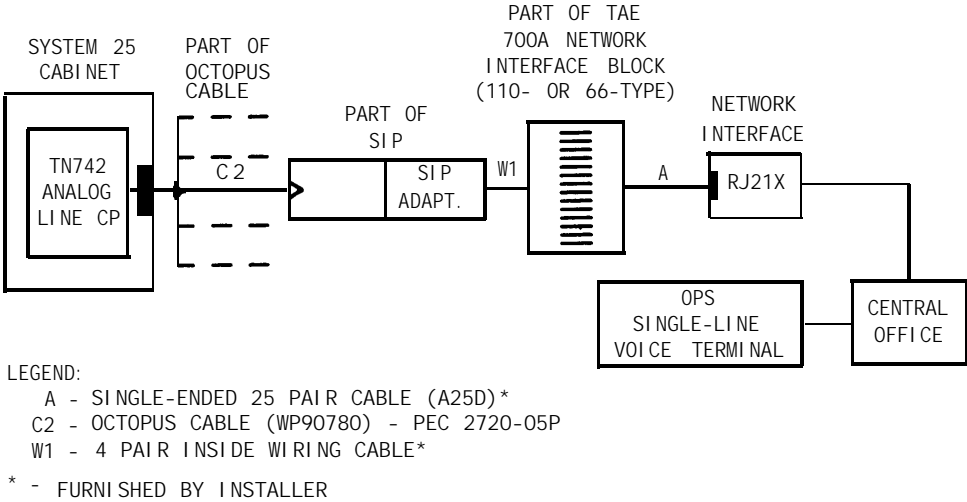 SYSTEM 25
CABINET
PART OF
OCTOPUS
CABLE
PART OF
SIP
PART OF TAE
700A NETWORK
INTERFACE BLOCK
(110- OR 66-TYPE)
NETWORK
INTERFACE
TN742
ANALOG
LINE CP
C2
SIP
ADAPT.
W1
A
RJ21X
OPS
SINGLE-LINE
VOICE TERMINAL
CENTRAL
OFFICE
LEGEND:
A - SINGLE-ENDED 25 PAIR CABLE (A25D)*
C2 - OCTOPUS CABLE (WP90780) - PEC 2720-05P
W1 - 4 PAIR INSIDE WIRING CABLE*
* - FURNISHED BY INSTALLER